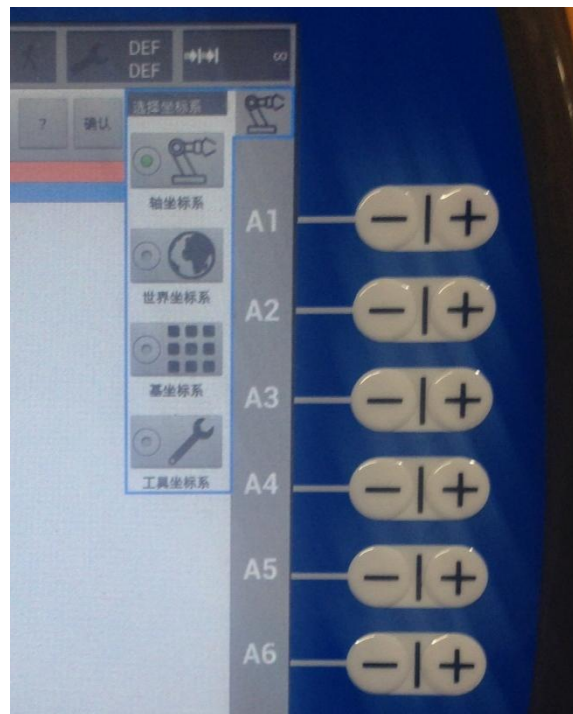 DEF
DEF
∞
选择坐标系
? 确认
轴坐标系
世界坐标系
基坐标系
工具坐标系
A1 − | +
A2 − | +
A3 − | +
A4 − | +
A5 − | +
A6 − | +